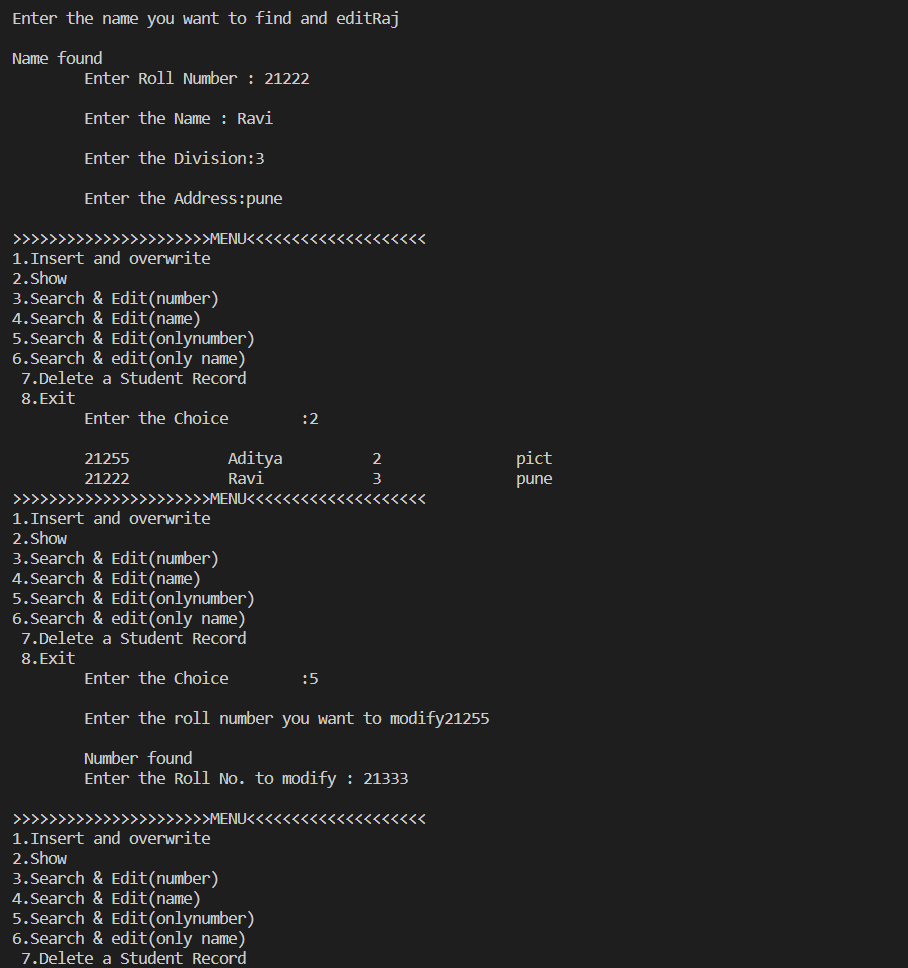 Enter the name you want to find and editRaj
Name found
Enter Roll Number : 21222
Enter the Name : Ravi
Enter the Division:3
Enter the Address:pune
>>>>>>>>>>>>>>>>>>>>>>MENU<<<<<<<<<<<<<<<<<<<<
1.Insert and overwrite
2.Show
3.Search & Edit(number)
4.Search & Edit(name)
5.Search & Edit(onlynumber)
6.Search & edit(only name)
7.Delete a Student Record
8.Exit
Enter the Choice :2
21255 Aditya 2 pict
21222 Ravi 3 pune
>>>>>>>>>>>>>>>>>>>>>>MENU<<<<<<<<<<<<<<<<<<<<
1.Insert and overwrite
2.Show
3.Search & Edit(number)
4.Search & Edit(name)
5.Search & Edit(onlynumber)
6.Search & edit(only name)
7.Delete a Student Record
8.Exit
Enter the Choice :5
Enter the roll number you want to modify21255
Number found
Enter the Roll No. to modify : 21333
>>>>>>>>>>>>>>>>>>>>>>MENU<<<<<<<<<<<<<<<<<<<<
1.Insert and overwrite
2.Show
3.Search & Edit(number)
4.Search & Edit(name)
5.Search & Edit(onlynumber)
6.Search & edit(only name)
7.Delete a Student Record